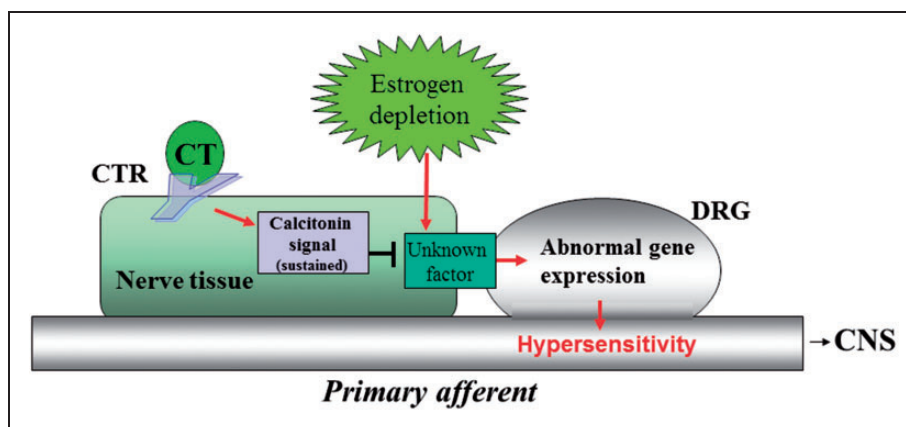 Estrogen
depletion
CT
CTR
DRG
Calcitonin
signal
(sustained)
Unknown
factor
Abnormal gene
expression
Nerve tissue
Hypersensitivity
CNS
Primary afferent